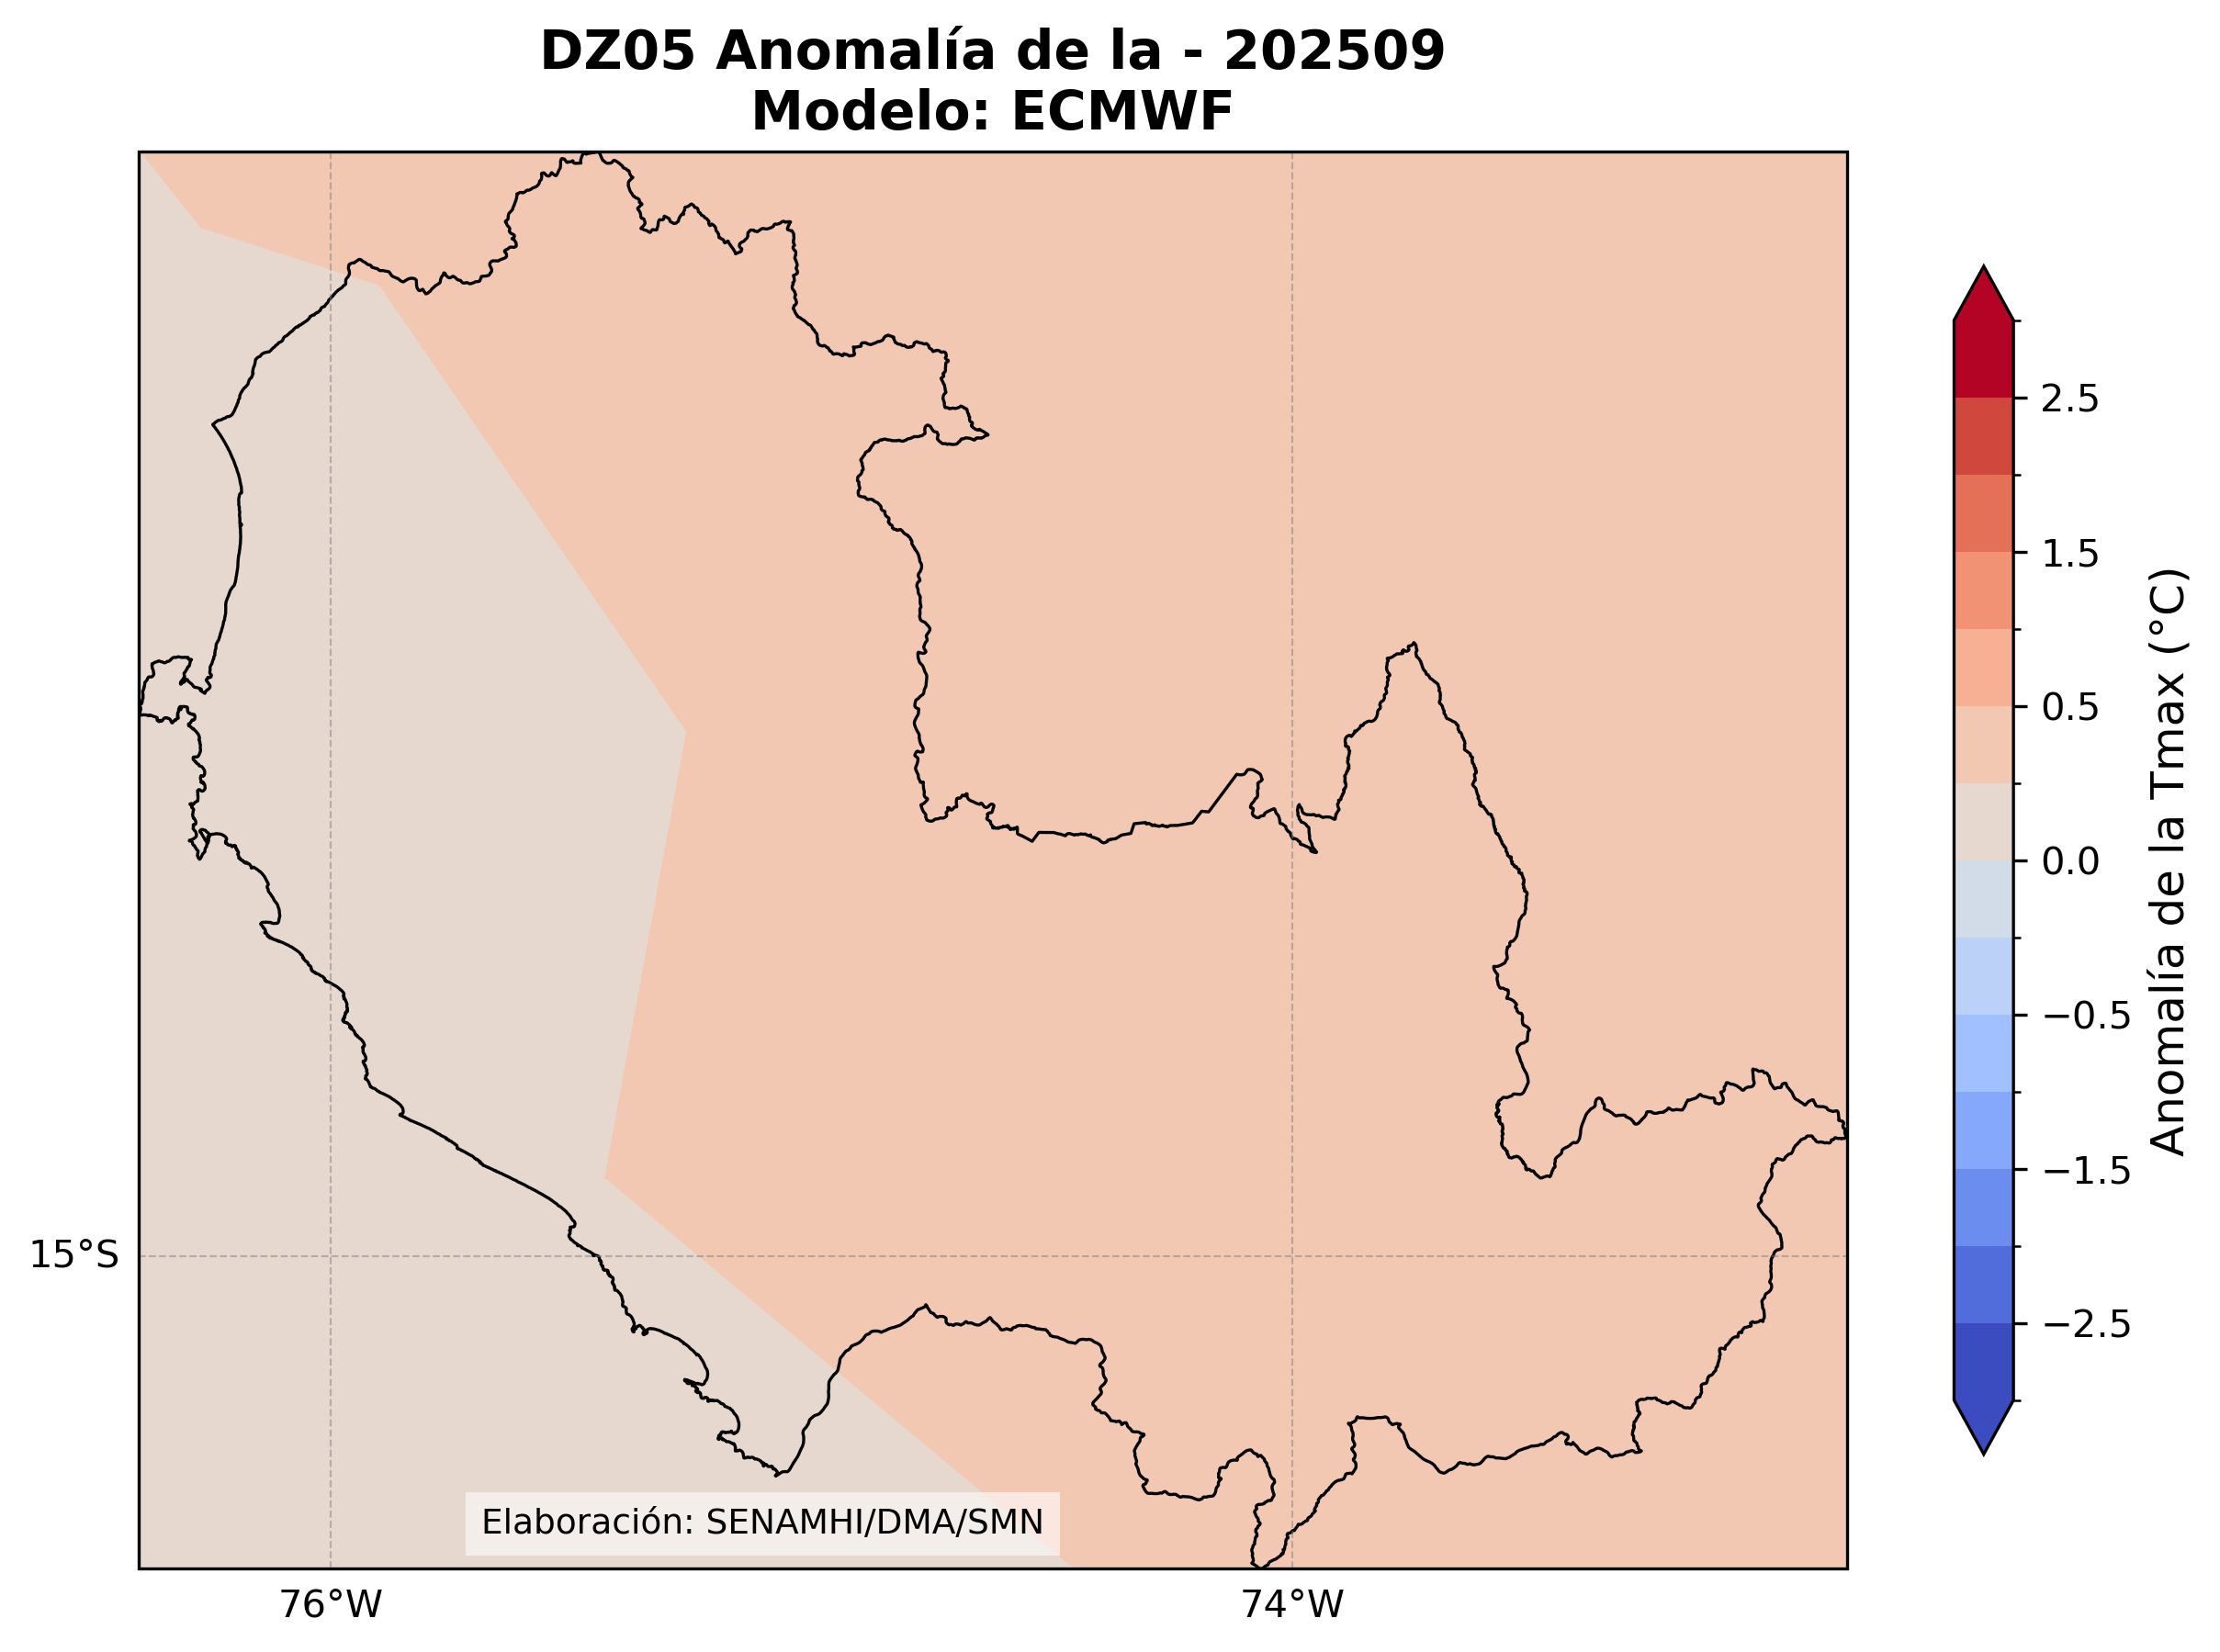 DZ05 Anomalía de la - 202509
Modelo: ECMWF
2.5
1.5
0.5
0.0
−0.5
−1.5
−2.5
Anomalía de la Tmax (°C)
15°S
Elaboración: SENAMHI/DMA/SMN
76°W
74°W